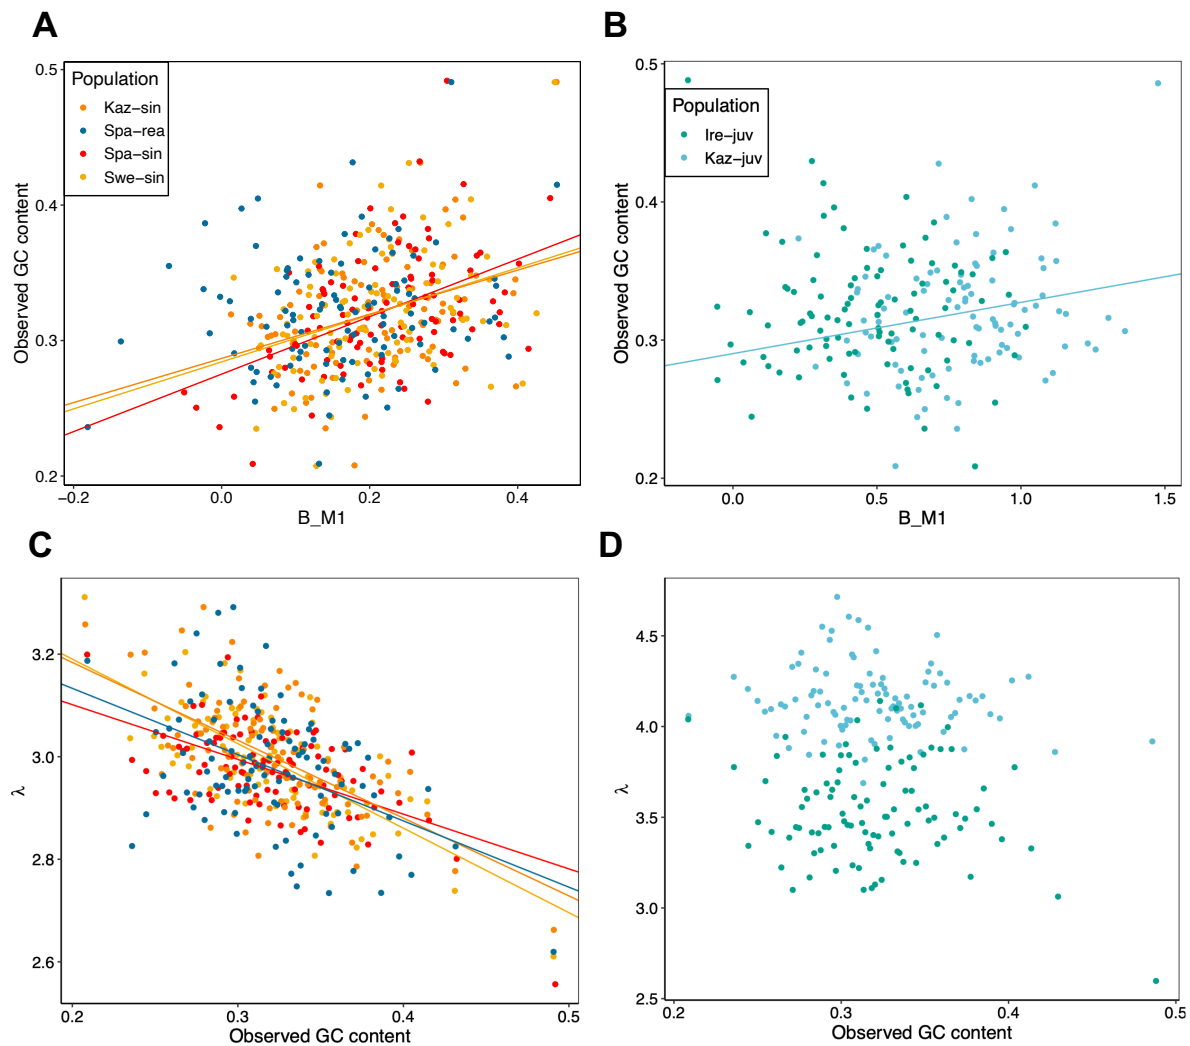 A
B
Population
Kaz−sin
Spa−rea
Spa−sin
Swe−sin
0.5
0.4
0.3
0.2
Observed GC content
−0.2
0.0
0.2
0.4
B_M1
Population
Ire−juv
Kaz−juv
0.5
0.4
0.3
0.2
Observed GC content
0.0
0.5
1.0
1.5
B_M1
C
D
3.2
3.0
2.8
2.6
λ
0.2
0.3
0.4
0.5
Observed GC content
4.5
4.0
3.5
3.0
2.5
λ
0.2
0.3
0.4
0.5
Observed GC content